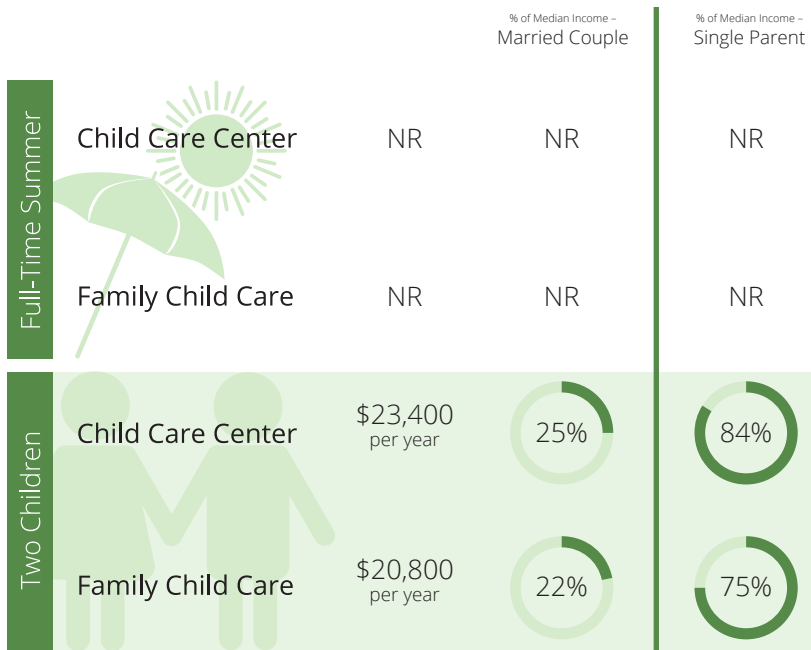 % of Median Income –
Married Couple
% of Median Income –
Single Parent
Full-Time Summer
Child Care Center
NR
NR
NR
Family Child Care
NR
NR
NR
Two Children
Child Care Center
$23,400
per year
25%
84%
Family Child Care
$20,800
per year
22%
75%